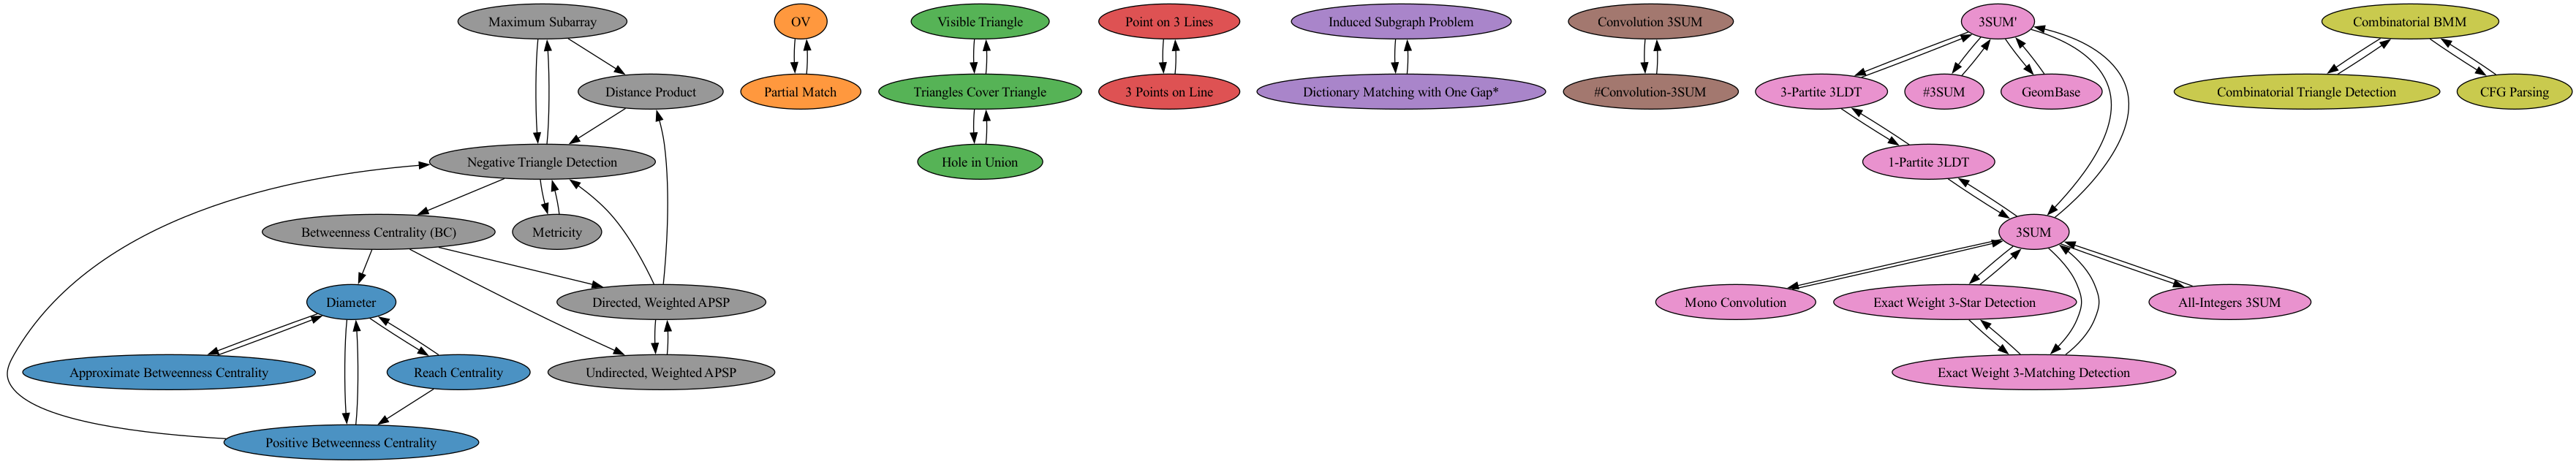 Maximum Subarray
OV
Visible Triangle
Point on 3 Lines
Induced Subgraph Problem
Convolution 3SUM
3SUM'
Combinatorial BMM
Distance Product
Partial Match
Triangles Cover Triangle
3 Points on Line
Dictionary Matching with One Gap*
#Convolution-3SUM
3-Partite 3LDT
#3SUM
GeomBase
Combinatorial Triangle Detection
CFG Parsing
Negative Triangle Detection
Hole in Union
1-Partite 3LDT
Betweenness Centrality (BC)
Metricity
3SUM
Diameter
Directed, Weighted APSP
Mono Convolution
Exact Weight 3-Star Detection
All-Integers 3SUM
Approximate Betweenness Centrality
Reach Centrality
Undirected, Weighted APSP
Exact Weight 3-Matching Detection
Positive Betweenness Centrality